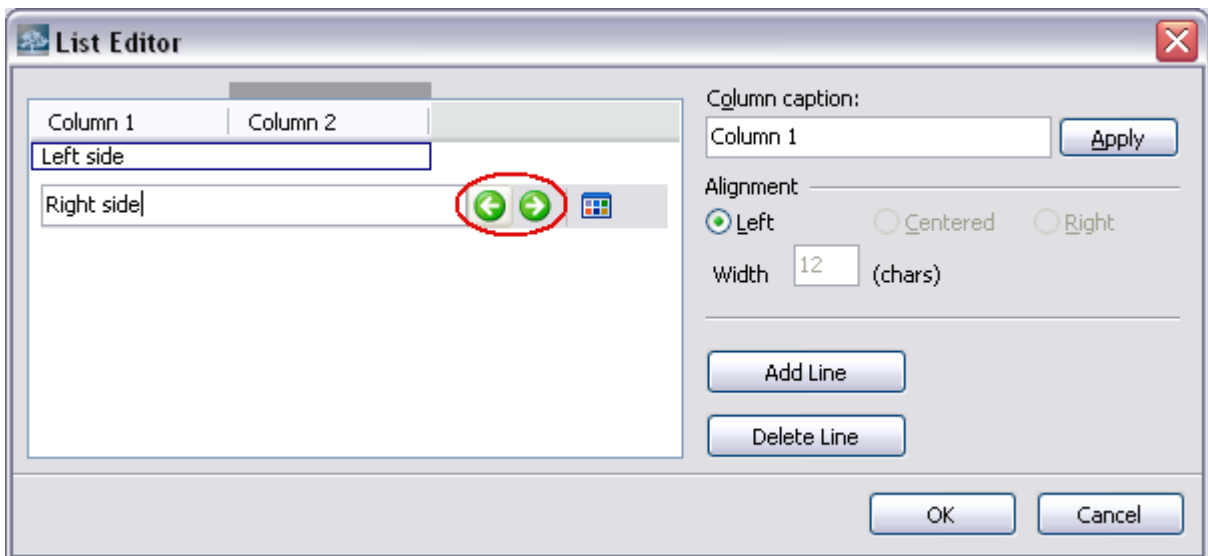 List Editor
Column 1 Column 2
Left side
Right side
Column caption:
Column 1 Apply
Alignment
Left Centered Right
Width 12 (chars)
Add Line
Delete Line
OK Cancel